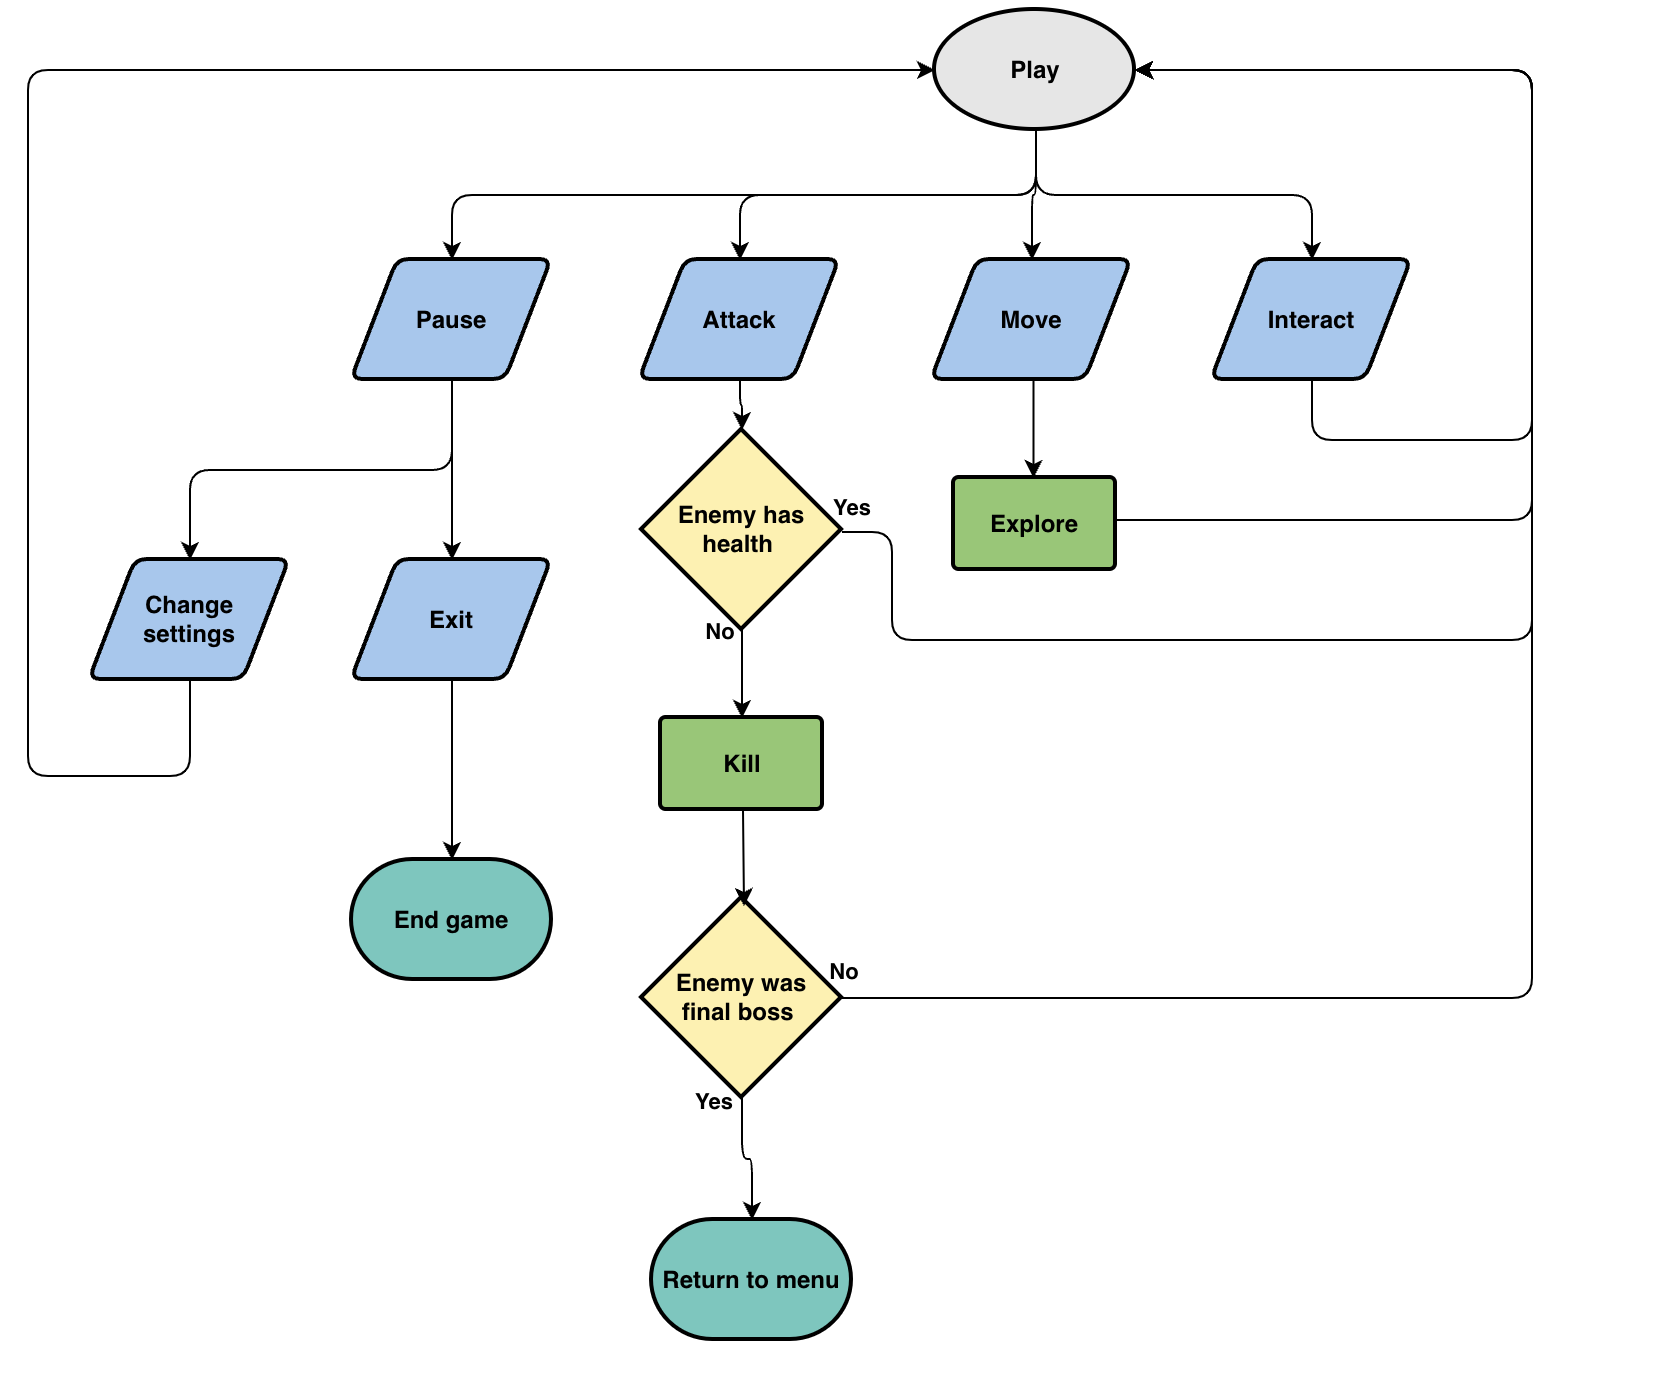 Play
Pause
Attack
Move
Interact
Enemy has
health
Yes
No
Explore
Change
settings
Exit
Kill
End game
Enemy was
final boss
No
Yes
Return to menu